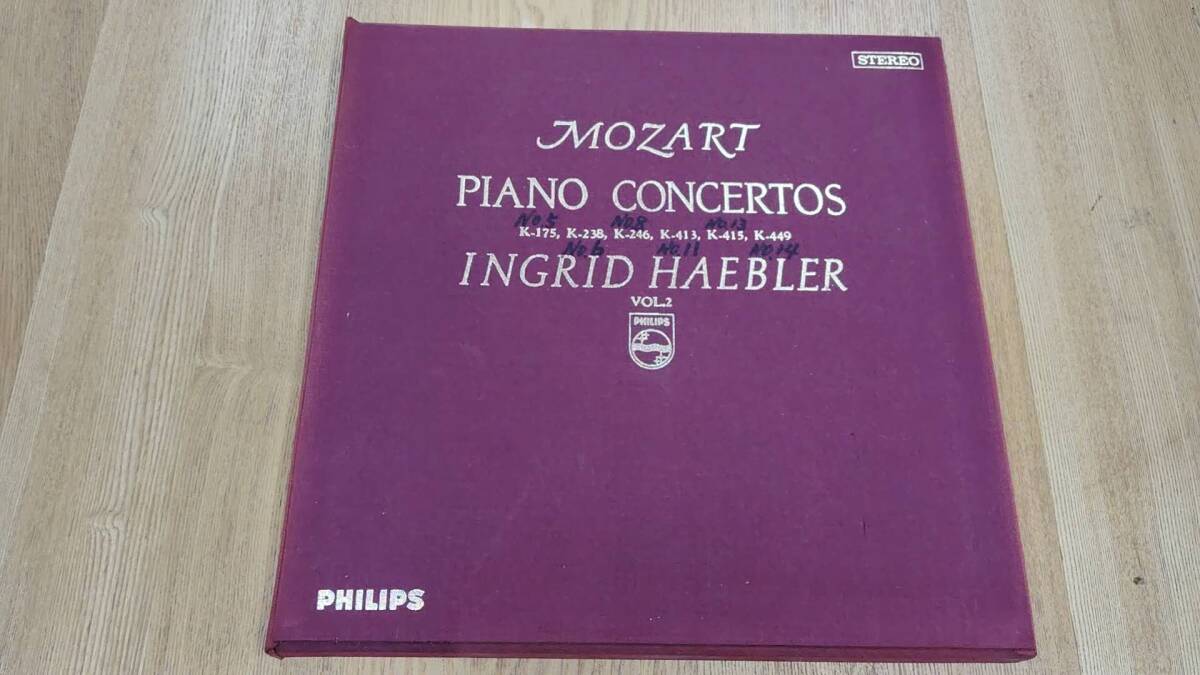 STEREO
MOZART
PIANO CONCERTOS
No.5 No.8 No.13
K-175, K-238, K-246, K-413, K-415, K-449
No.6 No.11 No.14
INGRID HAEBLER
VOL.2
PHILIPS
PHILIPS